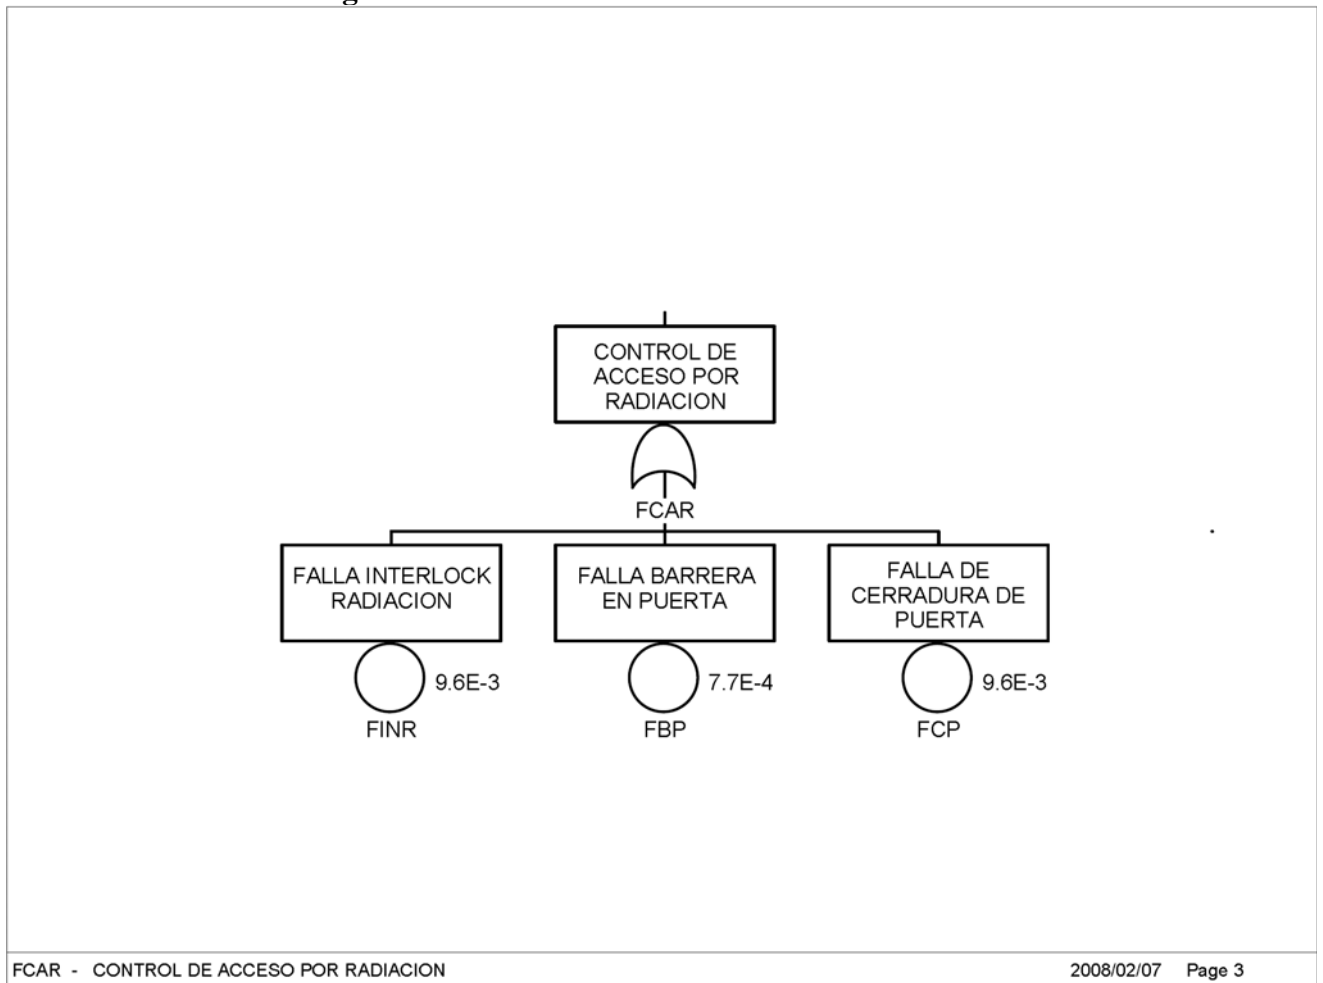 g
CONTROL DE
ACCESO POR
RADIACION
FCAR
FALLA INTERLOCK
RADIACION
FALLA BARRERA
EN PUERTA
FALLA DE
CERRADURA DE
PUERTA
9.6E-3
7.7E-4
9.6E-3
FINR
FBP
FCP
FCAR - CONTROL DE ACCESO POR RADIACION
2008/02/07 Page 3